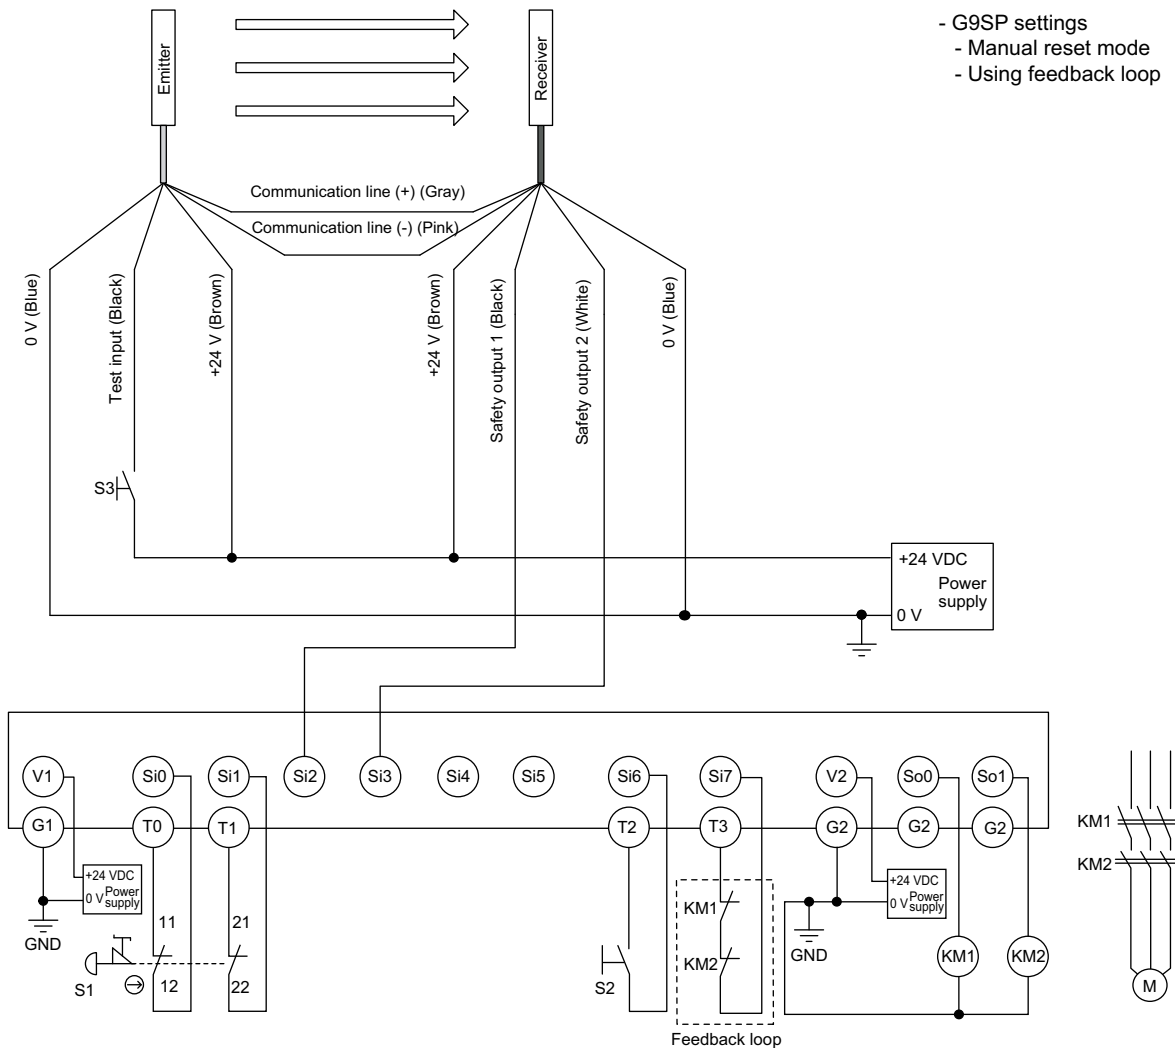 - G9SP settings
- Manual reset mode
- Using feedback loop
Emitter
Receiver
Communication line (+) (Gray)
Communication line (-) (Pink)
0 V (Blue)
Test input (Black)
+24 V (Brown)
+24 V (Brown)
Safety output 1 (Black)
Safety output 2 (White)
0 V (Blue)
S3
+24 VDC
Power
supply
0 V
V1
Si0
Si1
Si2
Si3
Si4
Si5
Si6
Si7
V2
So0
So1
G1
T0
T1
T2
T3
G2
G2
G2
KM1
KM2
M
+24 VDC
0 V Power
supply
GND
11
21
S1
12
22
S2
KM1
KM2
Feedback loop
+24 VDC
0 V Power
supply
GND
KM1
KM2